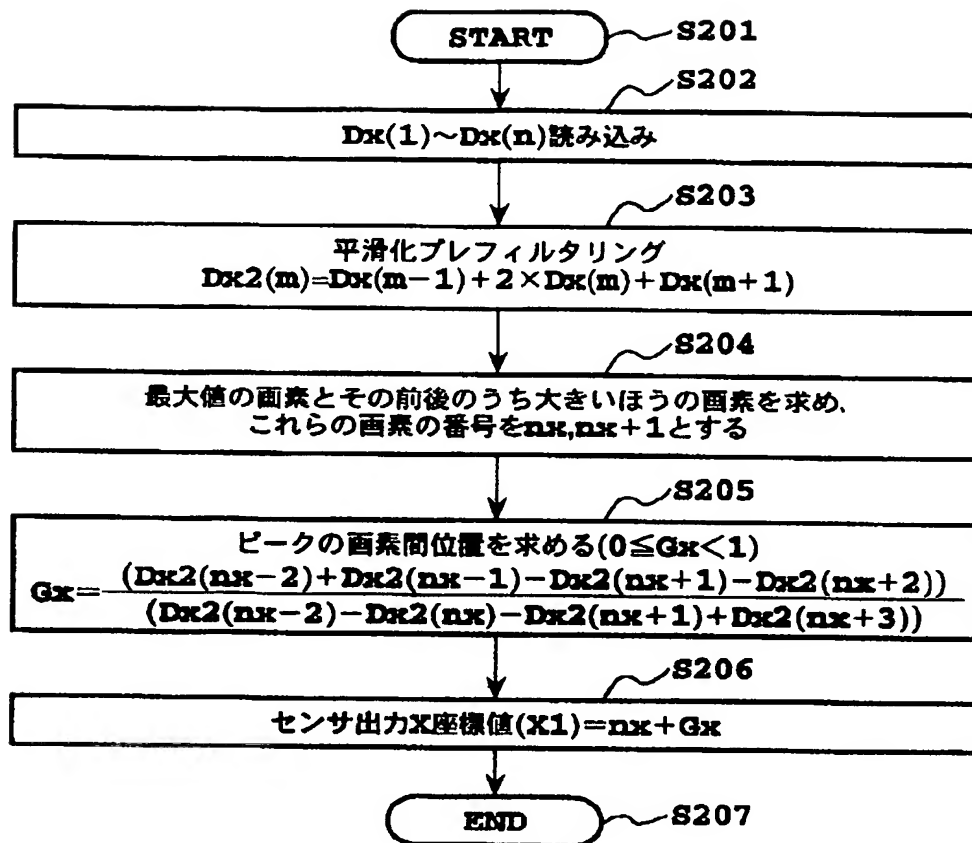 START
S201
S202
Dx(1)～Dx(n)読み込み
S203
平滑化プレフィルタリング
Dx2(m)=Dx(m-1)+2×Dx(m)+Dx(m+1)
S204
最大値の画素とその前後のうち大きいほうの画素を求め、
これらの画素の番号をnx,nx+1とする
S205
ピークの画素間位置を求める(0≦Gx<1)
Gx=
(Dx2(nx-2)+Dx2(nx-1)-Dx2(nx+1)-Dx2(nx+2))
(Dx2(nx-2)-Dx2(nx)-Dx2(nx+1)+Dx2(nx+3))
S206
センサ出力X座標値(X1)=nx+Gx
END
S207